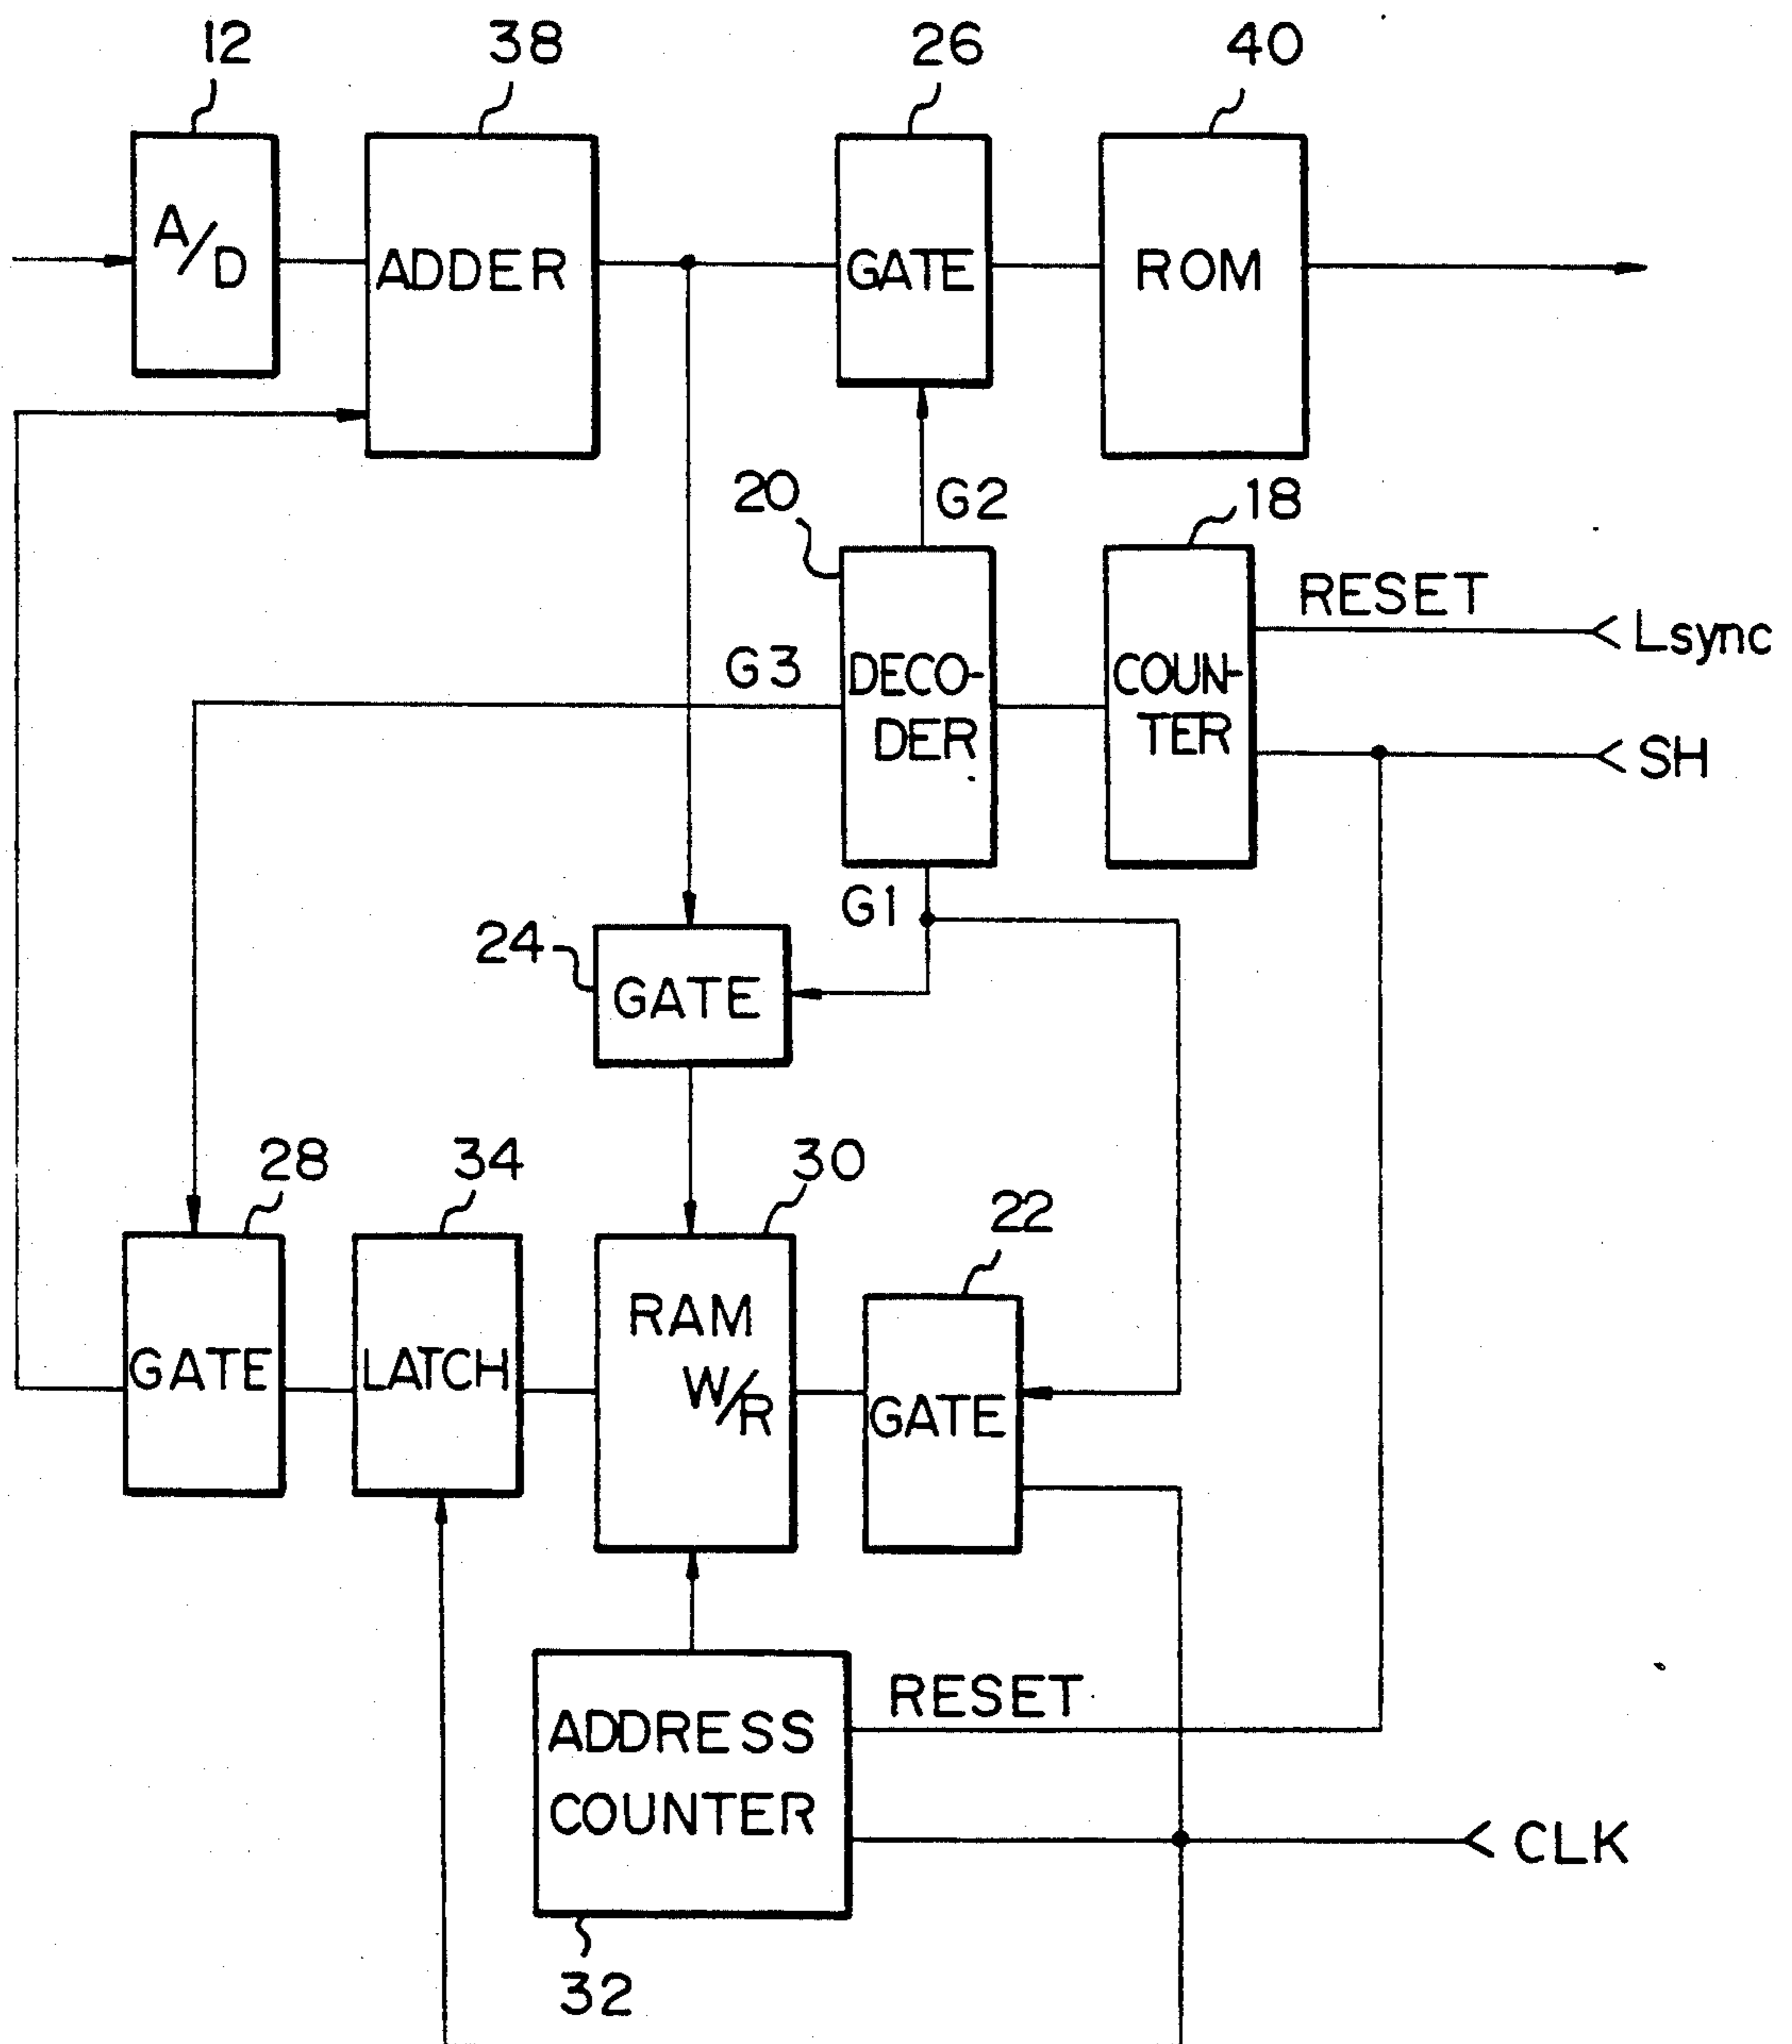 12
38
26
40
A/D
ADDER
GATE
ROM
20
G2
18
RESET
Lsync
G3
DECO-
DER
COUN-
TER
SH
G1
24
GATE
28
34
30
22
GATE
LATCH
RAM
W/R
GATE
ADDRESS
COUNTER
RESET
CLK
32